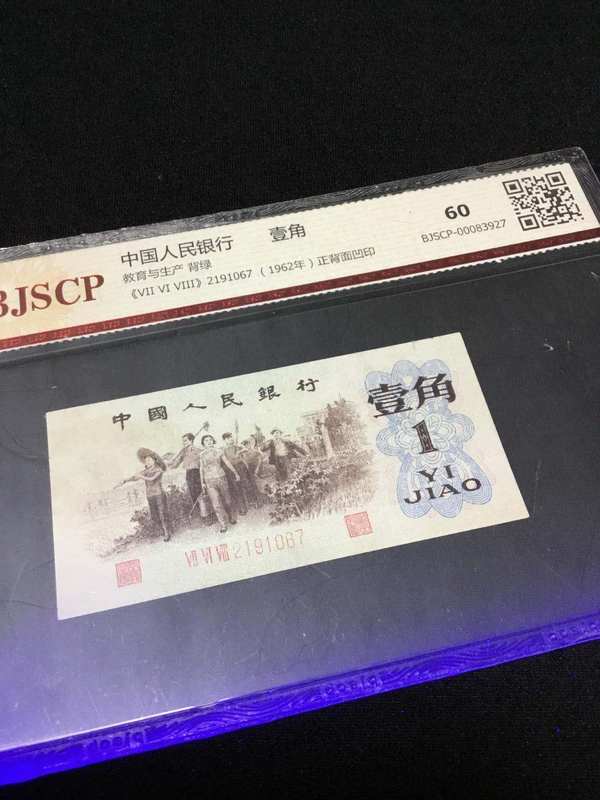 BJSCP
中国人民银行 壹角
教育与生产 背绿
《VII VI VIII》2191067 （1962年）正背面凹印
60
BJSCP-00083927
中國人民銀行
壹角
1
YI
JIAO
VII VI VIII 2191067